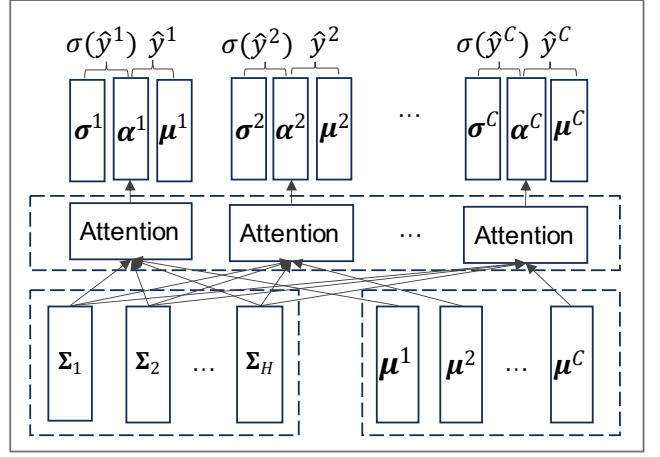 σ(ŷ¹) ŷ¹ σ(ŷ²) ŷ² σ(ŷᶜ) ŷᶜ
σ¹ α¹ μ¹ σ² α² μ² ... σᶜ αᶜ μᶜ
Attention Attention ... Attention
Σ₁ Σ₂ ... Σ_H μ¹ μ² ... μᶜ